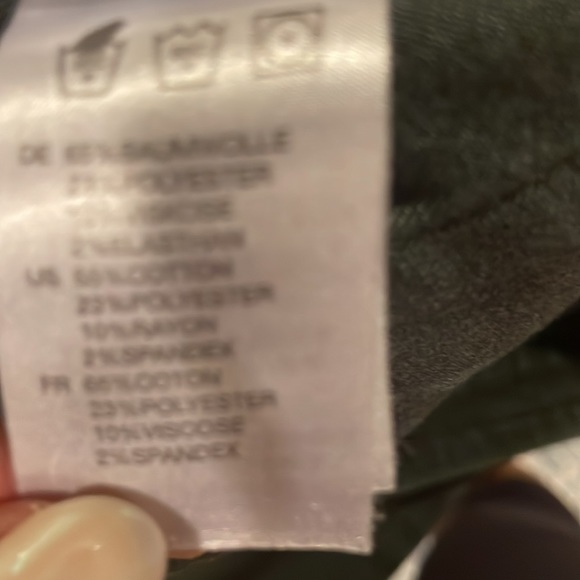 DE 65%BAUMWOLLE
23%POLYESTER
10%VISKOSE
2%ELASTHAN
US 65%COTTON
23%POLYESTER
10%RAYON
2%SPANDEX
FR 65%COTON
23%POLYESTER
10%VISCOSE
2%SPANDEX